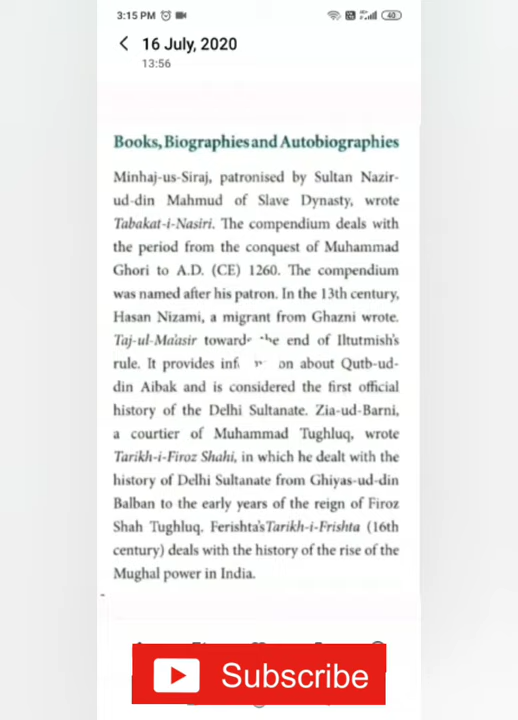 3:15 PM
40
16 July, 2020
13:56
Books, Biographies and Autobiographies
Minhaj-us-Siraj, patronised by Sultan Nazir-
ud-din Mahmud of Slave Dynasty, wrote
Tabakat-i-Nasiri. The compendium deals with
the period from the conquest of Muhammad
Ghori to A.D. (CE) 1260. The compendium
was named after his patron. In the 13th century,
Hasan Nizami, a migrant from Ghazni wrote.
Taj-ul-Ma'asir the end of Iltutmish's
rule. It provides about Qutb-ud-
din Aibak and is considered the first official
history of the Delhi Sultanate. Zia-ud-Barni,
a courtier of Muhammad Tughluq, wrote
Tarikh-i-Firoz Shahi, in which he dealt with the
history of Delhi Sultanate from Ghiyas-ud-din
Balban to the early years of the reign of Firoz
Shah Tughluq. Ferishta's Tarikh-i-Frishta (16th
century) deals with the history of the rise of the
Mughal power in India.
Subscribe